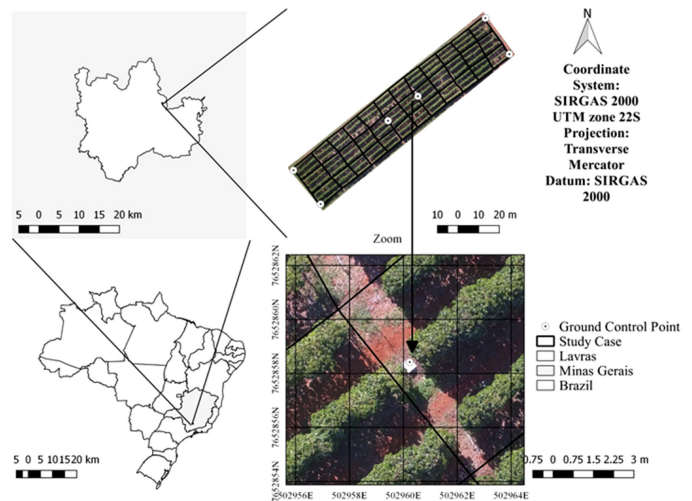 N
Coordinate
System:
SIRGAS 2000
UTM zone 22S
Projection:
Transverse
Mercator
Datum: SIRGAS
2000
5 0 5 10 15 20 km
10 0 10 20 m
Zoom
7652862N
7652860N
7652858N
7652856N
7652854N
Ground Control Point
Study Case
Lavras
Minas Gerais
Brazil
5 0 5 10 15 20 km
0.75 0 0.75 1.5 2.25 3 m
502956E 502958E 502960E 502962E 502964E